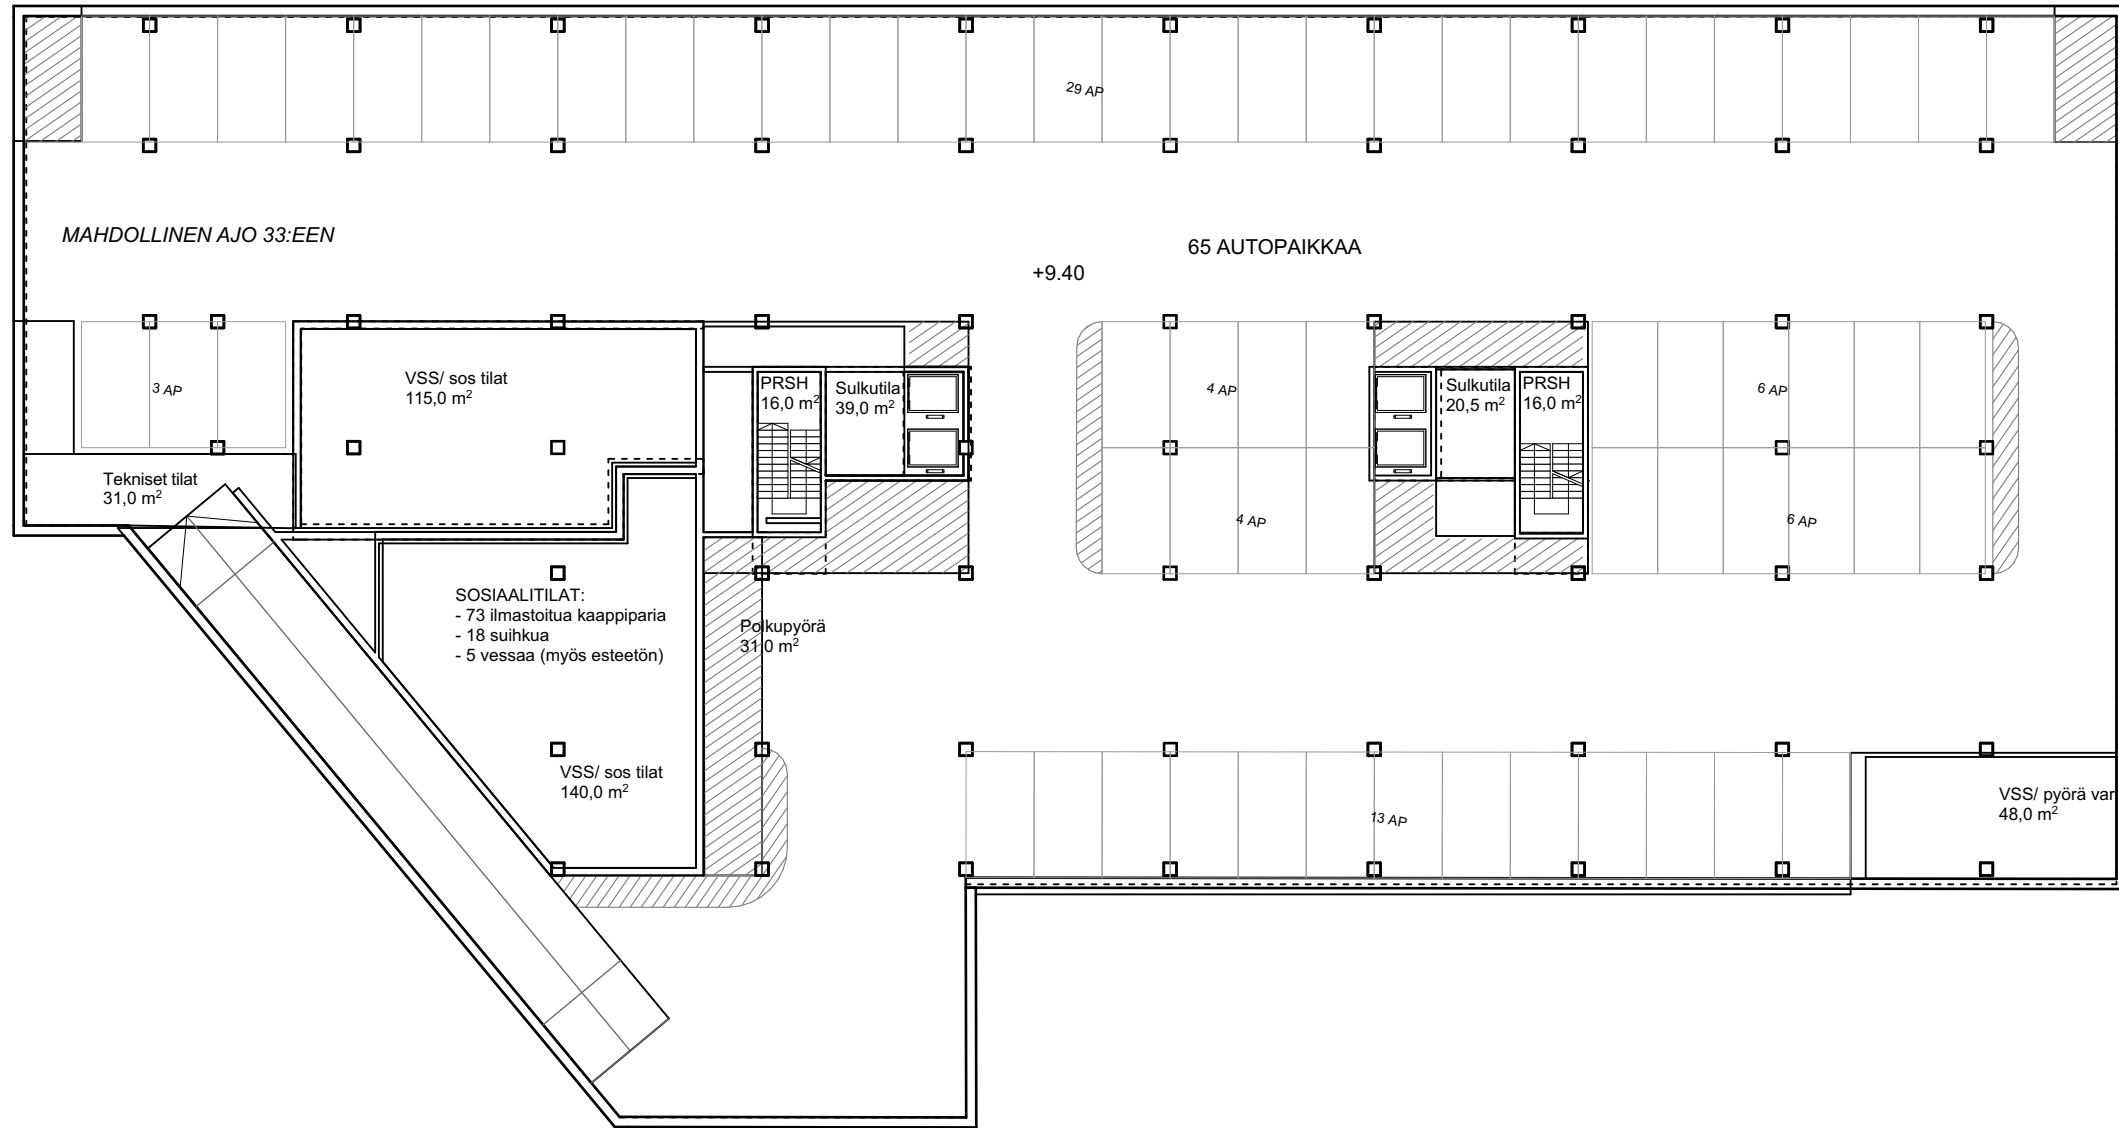 29 AP
MAHDOLLINEN AJO 33:EEN
65 AUTOPAIKKAA
+9.40
3 AP
VSS/ sos tilat
115,0 m²
PRSH
16,0 m²
Sulkutila
39,0 m²
4 AP
Sulkutila
20,5 m²
PRSH
16,0 m²
6 AP
Tekniset tilat
31,0 m²
4 AP
6 AP
SOSIAALITILAT:
- 73 ilmastoitua kaappiparia
- 18 suihkua
- 5 vessaa (myös esteetön)
Polkupyörä
31,0 m²
VSS/ sos tilat
140,0 m²
13 AP
VSS/ pyörä var
48,0 m²